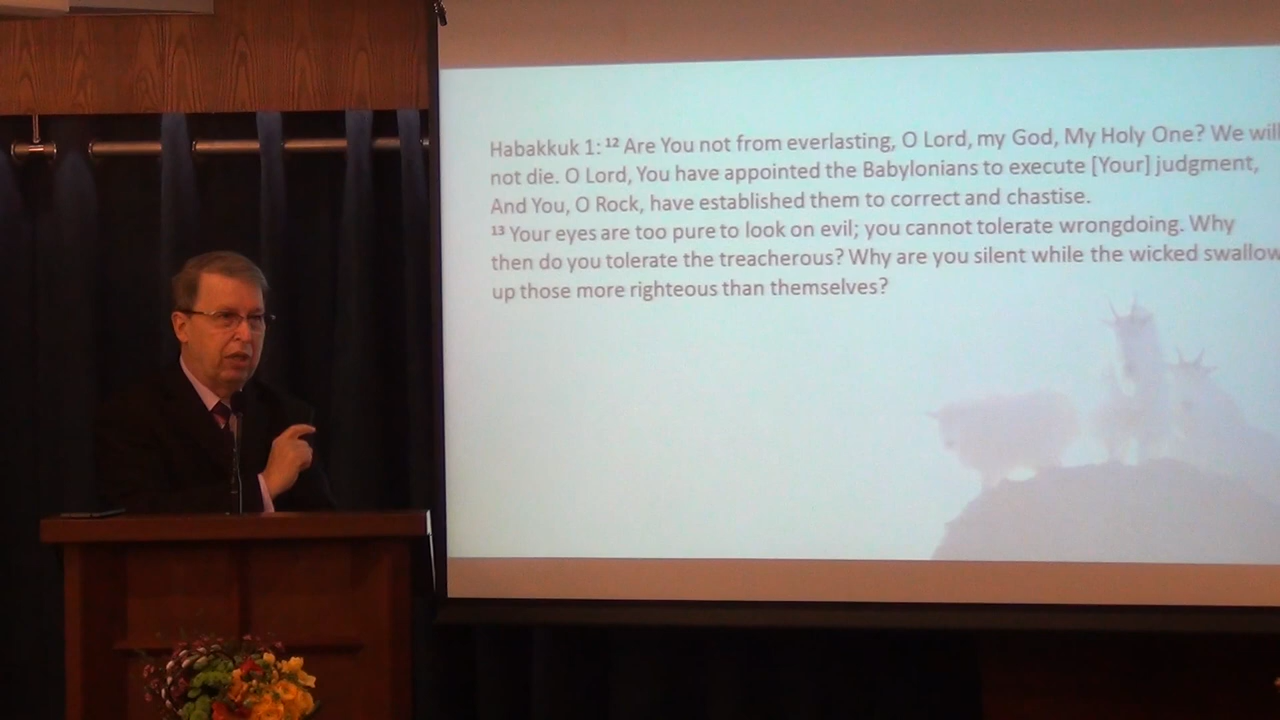 Habakkuk 1: ¹² Are You not from everlasting, O Lord, my God, My Holy One? We will
not die. O Lord, You have appointed the Babylonians to execute [Your] judgment,
And You, O Rock, have established them to correct and chastise.
¹³ Your eyes are too pure to look on evil; you cannot tolerate wrongdoing. Why
then do you tolerate the treacherous? Why are you silent while the wicked swallow
up those more righteous than themselves?